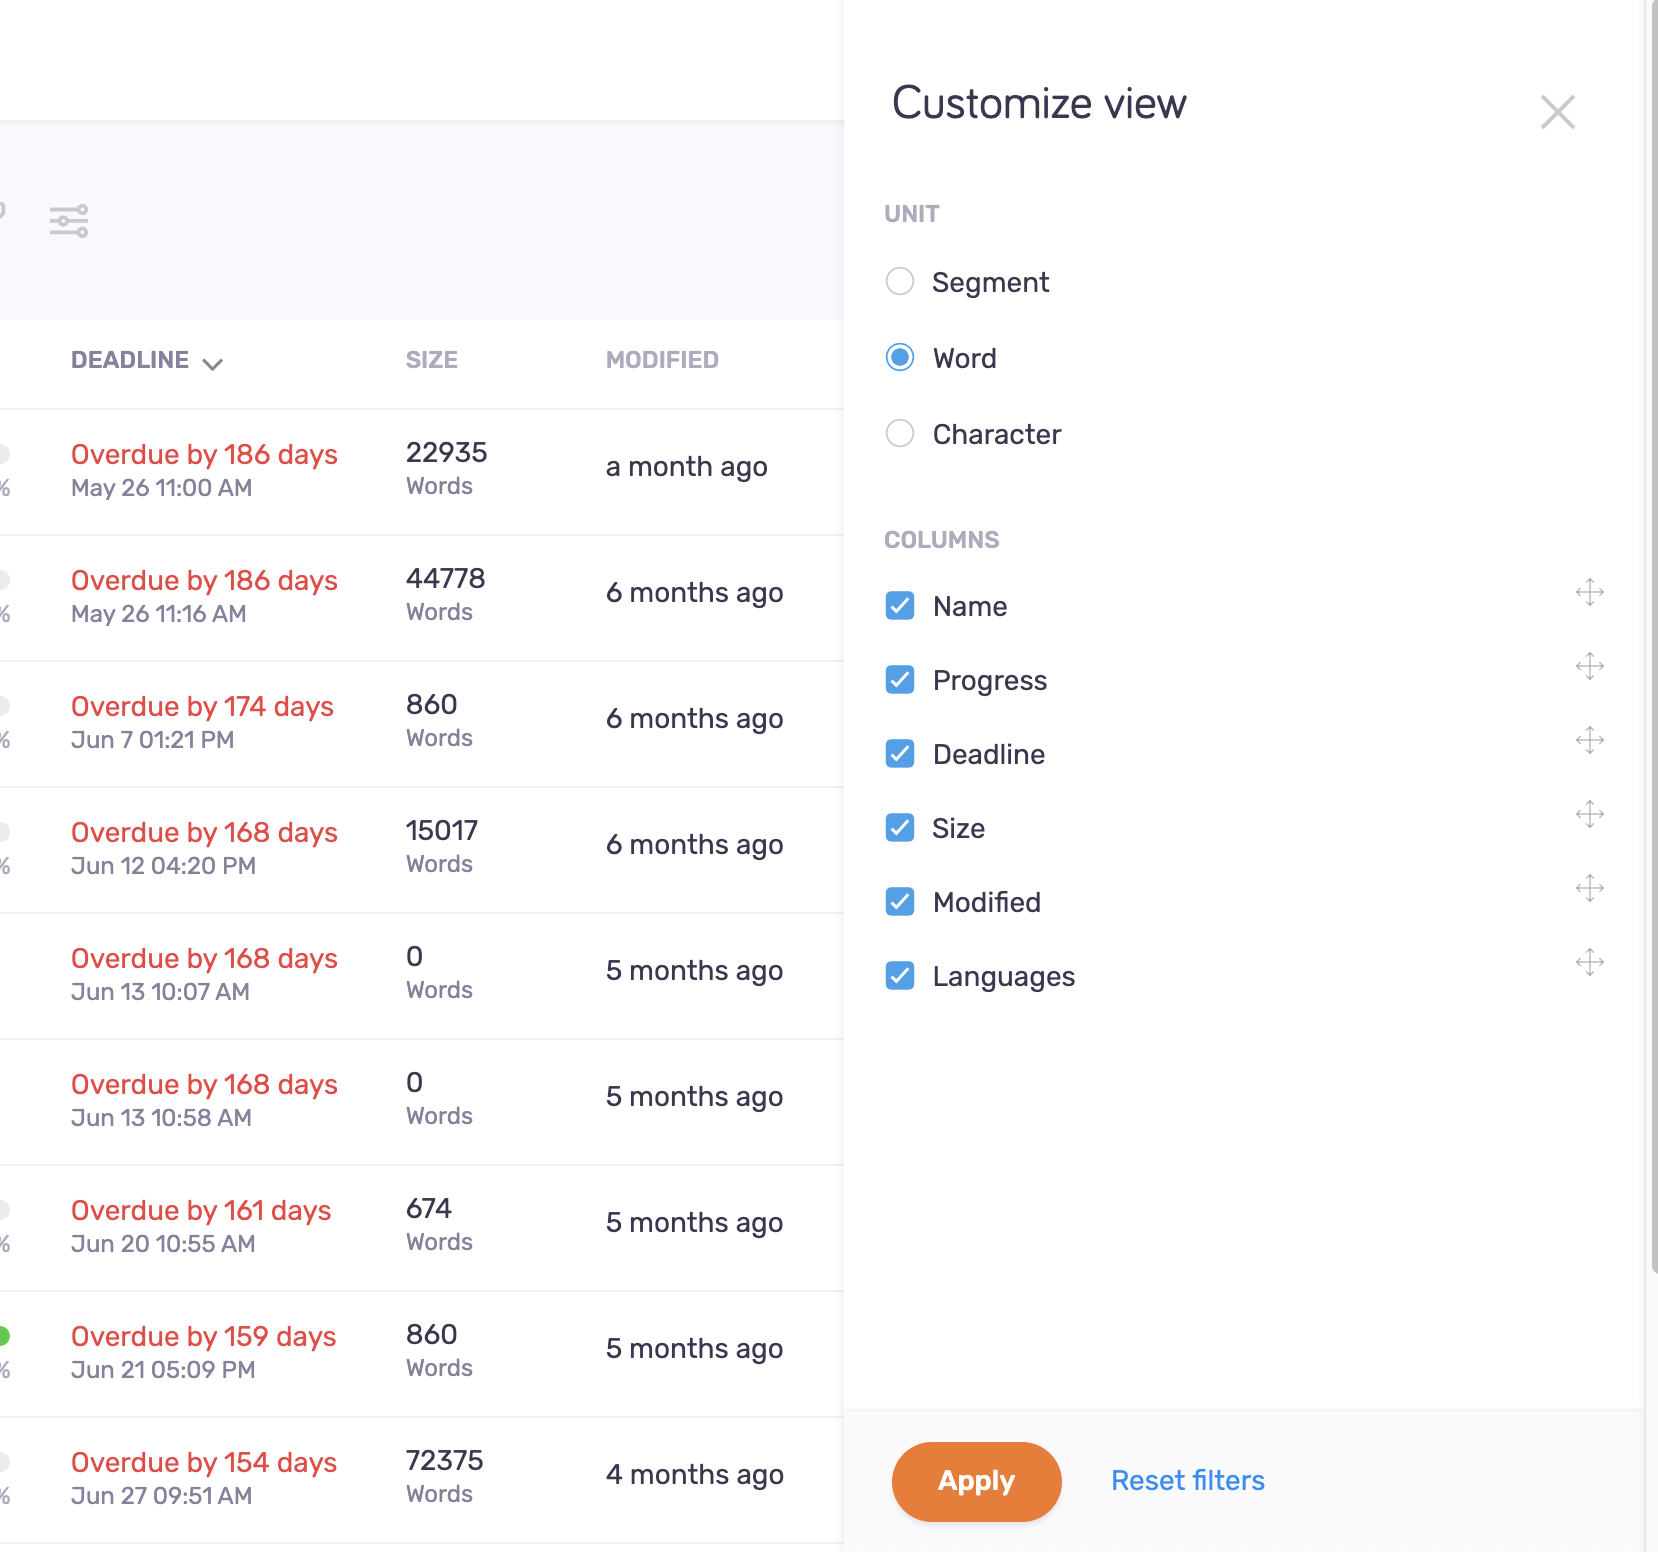 Customize view
UNIT
Segment
Word
Character
COLUMNS
Name
Progress
Deadline
Size
Modified
Languages
Apply Reset filters
DEADLINE SIZE MODIFIED
Overdue by 186 days 22935 a month ago
% May 26 11:00 AM Words
Overdue by 186 days 44778 6 months ago
% May 26 11:16 AM Words
Overdue by 174 days 860 6 months ago
% Jun 7 01:21 PM Words
Overdue by 168 days 15017 6 months ago
% Jun 12 04:20 PM Words
Overdue by 168 days 0 5 months ago
Jun 13 10:07 AM Words
Overdue by 168 days 0 5 months ago
Jun 13 10:58 AM Words
Overdue by 161 days 674 5 months ago
% Jun 20 10:55 AM Words
Overdue by 159 days 860 5 months ago
% Jun 21 05:09 PM Words
Overdue by 154 days 72375 4 months ago
% Jun 27 09:51 AM Words